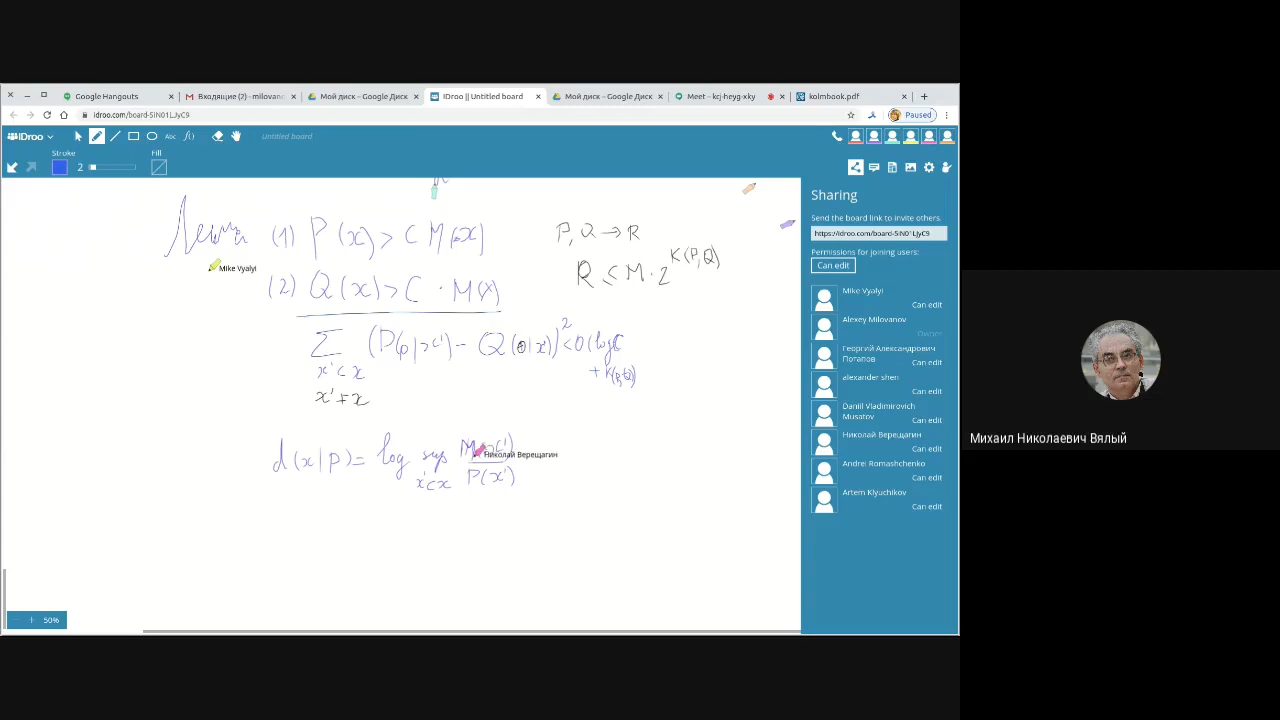 Google Hangouts
Входящие (2) - milovano
Мой диск – Google Диск
IDroo || Untitled board
Мой диск – Google Диск
Meet – kcj-heyg-xky
kolmbook.pdf
idroo.com/board-5iN01LJyC9
Paused
IDroo
Abc
f()
Untitled board
Stroke
Fill
2
Лемма (1) P(x) > C M(x)
P, Q → R
Mike Vyalyi
(2) Q(x) > C · M(x)
R ≤ M · 2^{K(P,Q)}
∑ (P(0|x') - Q(0|x))² < O(log C
x' ⊂ x
+ K(P,Q))
x' ≠ x
d(x|P) = log sup M(x')
Николай Верещагин
x' ⊂ x P(x')
50%
Sharing
Send the board link to invite others.
https://idroo.com/board-5iN01LJyC9
Permissions for joining users:
Can edit
Mike Vyalyi
Can edit
Alexey Milovanov
Owner
Георгий Александрович
Потапов
Can edit
alexander shen
Can edit
Daniil Vladimirovich
Musatov
Can edit
Николай Верещагин
Can edit
Andrei Romashchenko
Can edit
Artem Klyuchikov
Can edit
Михаил Николаевич Вялый